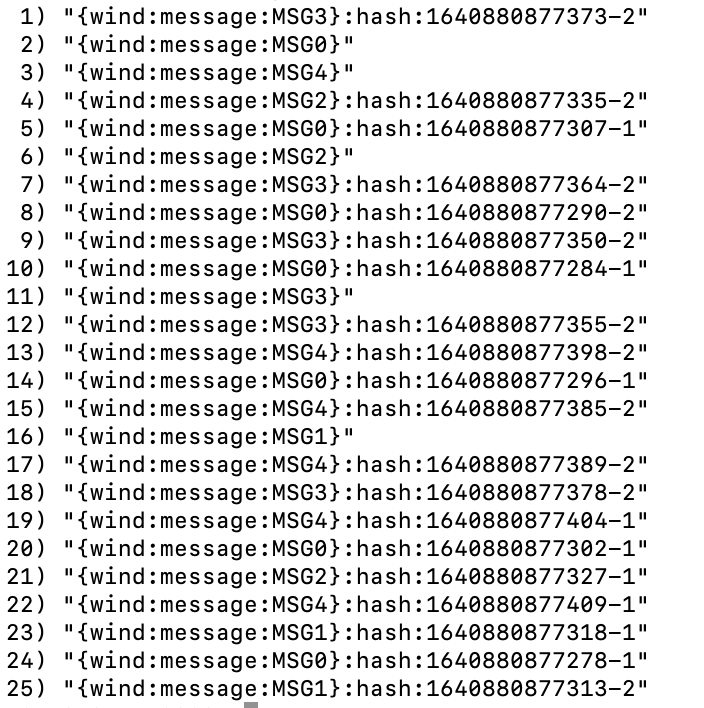 1) "{wind:message:MSG3}:hash:1640880877373-2"
2) "{wind:message:MSG0}"
3) "{wind:message:MSG4}"
4) "{wind:message:MSG2}:hash:1640880877335-2"
5) "{wind:message:MSG0}:hash:1640880877307-1"
6) "{wind:message:MSG2}"
7) "{wind:message:MSG3}:hash:1640880877364-2"
8) "{wind:message:MSG0}:hash:1640880877290-2"
9) "{wind:message:MSG3}:hash:1640880877350-2"
10) "{wind:message:MSG0}:hash:1640880877284-1"
11) "{wind:message:MSG3}"
12) "{wind:message:MSG3}:hash:1640880877355-2"
13) "{wind:message:MSG4}:hash:1640880877398-2"
14) "{wind:message:MSG0}:hash:1640880877296-1"
15) "{wind:message:MSG4}:hash:1640880877385-2"
16) "{wind:message:MSG1}"
17) "{wind:message:MSG4}:hash:1640880877389-2"
18) "{wind:message:MSG3}:hash:1640880877378-2"
19) "{wind:message:MSG4}:hash:1640880877404-1"
20) "{wind:message:MSG0}:hash:1640880877302-1"
21) "{wind:message:MSG2}:hash:1640880877327-1"
22) "{wind:message:MSG4}:hash:1640880877409-1"
23) "{wind:message:MSG1}:hash:1640880877318-1"
24) "{wind:message:MSG0}:hash:1640880877278-1"
25) "{wind:message:MSG1}:hash:1640880877313-2"